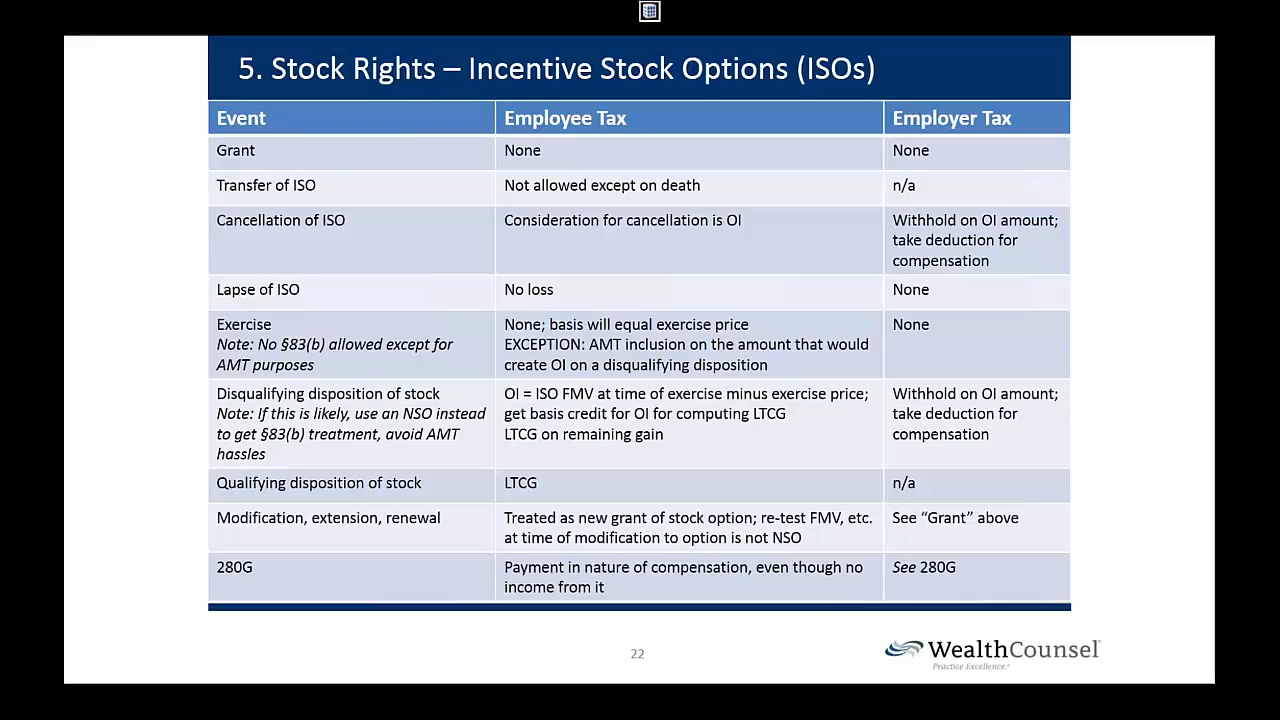 5. Stock Rights – Incentive Stock Options (ISOs)
Event
Employee Tax
Employer Tax
Grant
None
None
Transfer of ISO
Not allowed except on death
n/a
Cancellation of ISO
Consideration for cancellation is OI
Withhold on OI amount;
take deduction for
compensation
Lapse of ISO
No loss
None
Exercise
Note: No §83(b) allowed except for
AMT purposes
None; basis will equal exercise price
EXCEPTION: AMT inclusion on the amount that would
create OI on a disqualifying disposition
None
Disqualifying disposition of stock
Note: If this is likely, use an NSO instead
to get §83(b) treatment, avoid AMT
hassles
OI = ISO FMV at time of exercise minus exercise price;
get basis credit for OI for computing LTCG
LTCG on remaining gain
Withhold on OI amount;
take deduction for
compensation
Qualifying disposition of stock
LTCG
n/a
Modification, extension, renewal
Treated as new grant of stock option; re-test FMV, etc.
at time of modification to option is not NSO
See “Grant” above
280G
Payment in nature of compensation, even though no
income from it
See 280G
22
WealthCounsel
Practice Excellence.